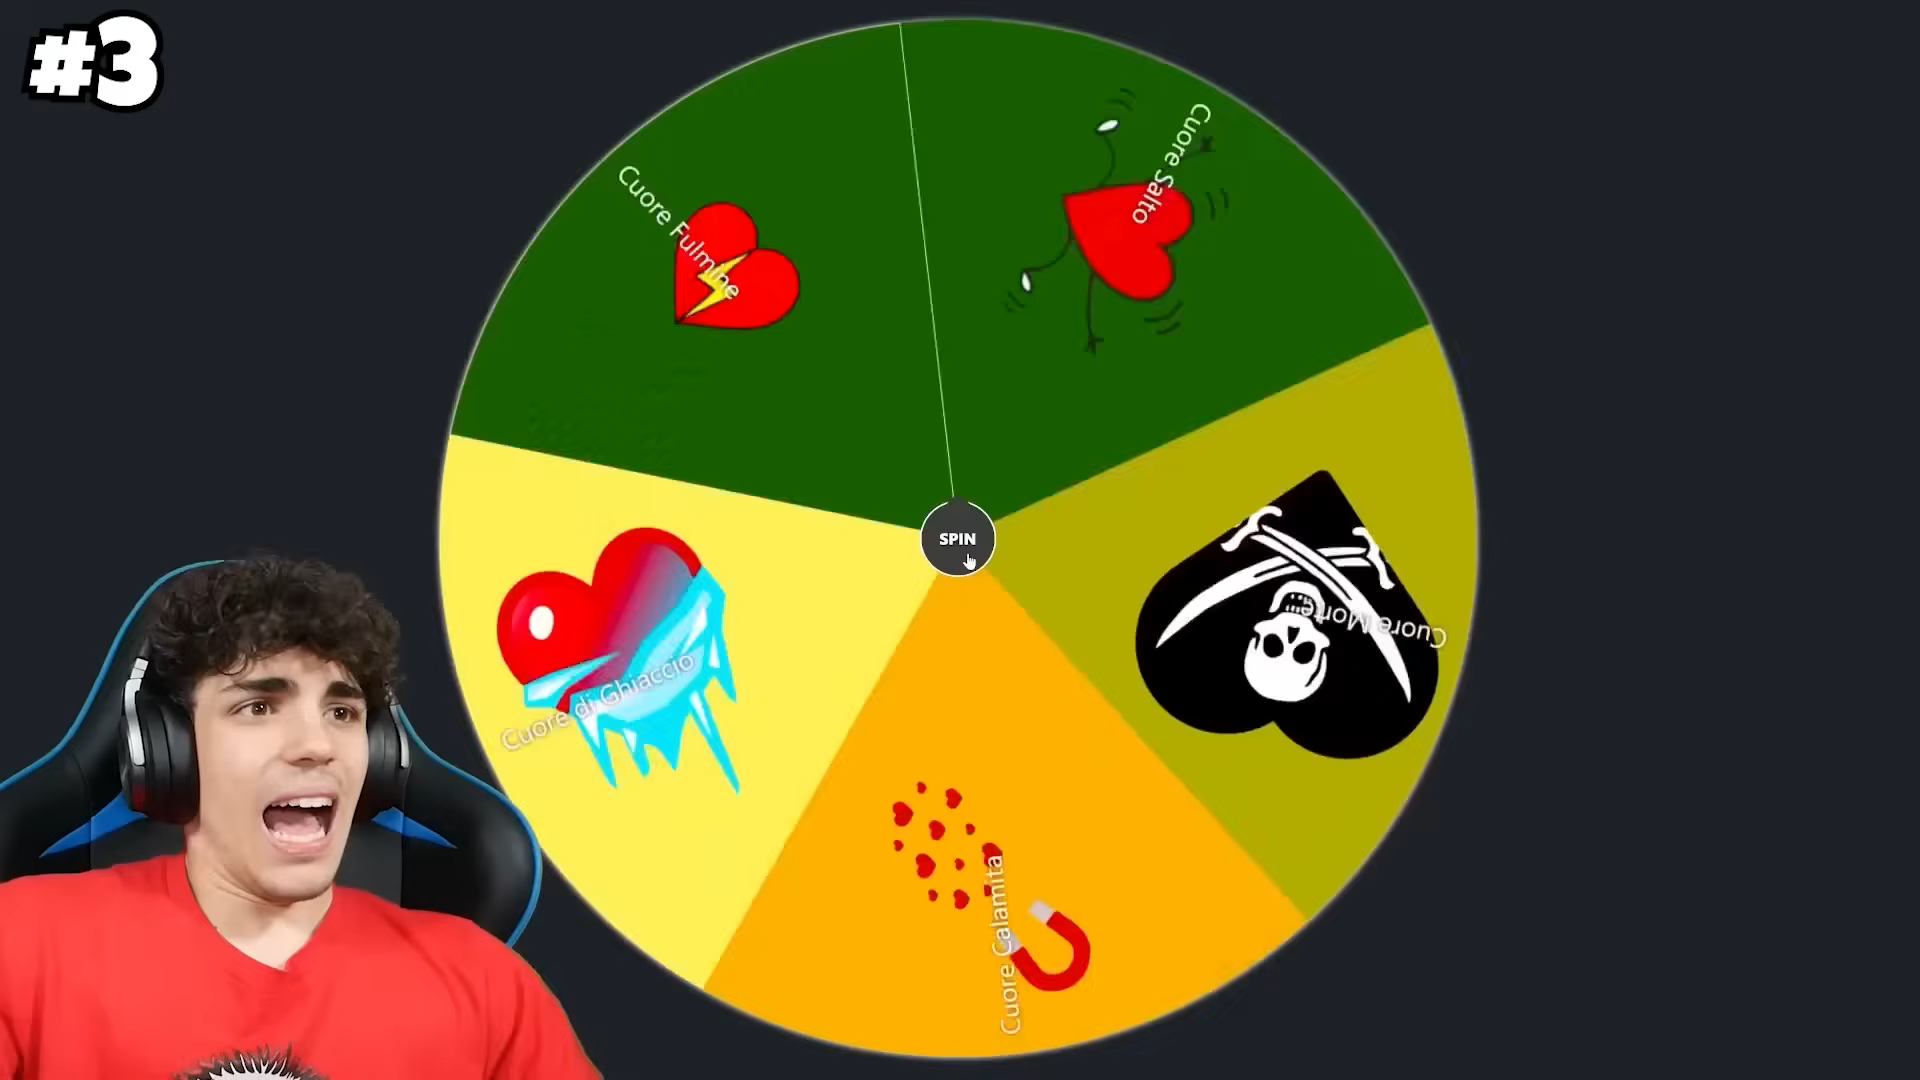 #3
Cuore Salto
Cuore Fulmine
SPIN
Cuore Morte
Cuore di Ghiaccio
Cuore Calamita